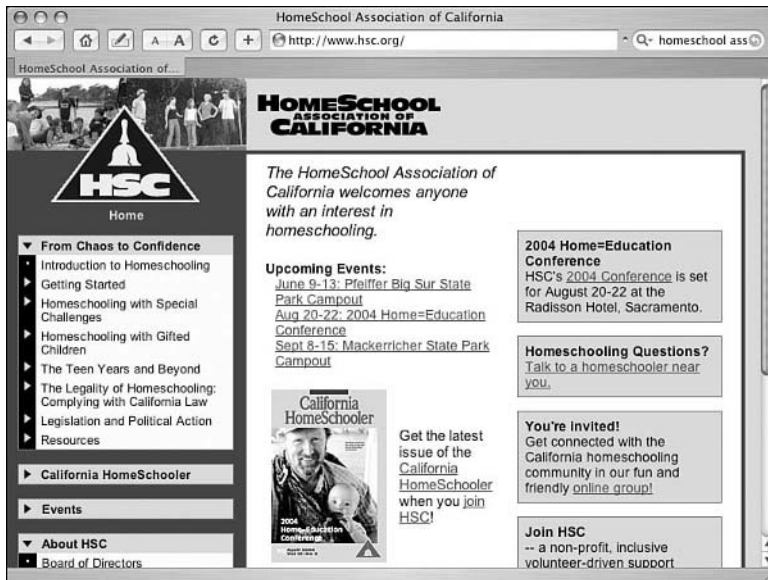 HomeSchool Association of California
A A
http://www.hsc.org/
homeschool ass
HomeSchool Association of...
HOMESCHOOL
ASSOCIATION OF
CALIFORNIA
HSC
Home
From Chaos to Confidence
Introduction to Homeschooling
Getting Started
Homeschooling with Special
Challenges
Homeschooling with Gifted
Children
The Teen Years and Beyond
The Legality of Homeschooling:
Complying with California Law
Legislation and Political Action
Resources
California HomeSchooler
Events
About HSC
Board of Directors
The HomeSchool Association of
California welcomes anyone
with an interest in
homeschooling.
Upcoming Events:
June 9-13: Pfeiffer Big Sur State
Park Campout
Aug 20-22: 2004 Home=Education
Conference
Sept 8-15: Mackerricher State Park
Campout
California
HomeSchooler
2004
Home=Education
Conference
Get the latest
issue of the
California
HomeSchooler
when you join
HSC!
2004 Home=Education
Conference
HSC's 2004 Conference is set
for August 20-22 at the
Radisson Hotel, Sacramento.
Homeschooling Questions?
Talk to a homeschooler near
you.
You're invited!
Get connected with the
California homeschooling
community in our fun and
friendly online group!
Join HSC
-- a non-profit, inclusive
volunteer-driven support